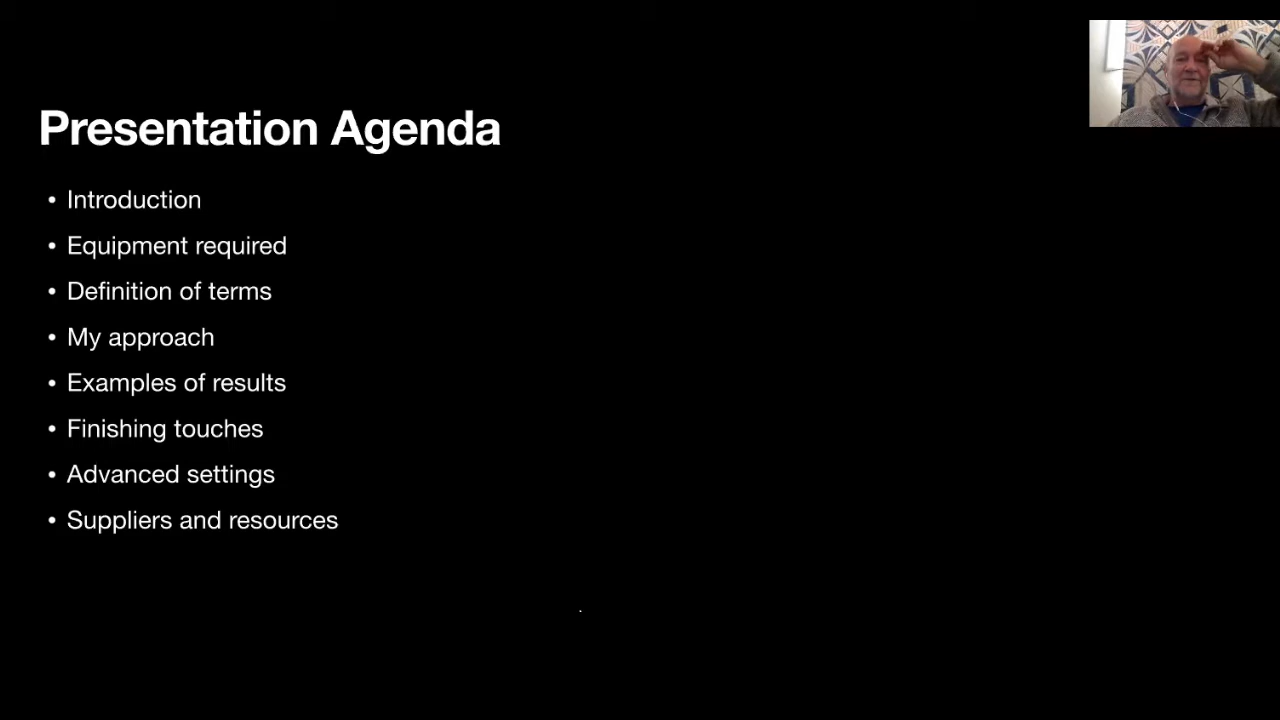 Presentation Agenda
• Introduction
• Equipment required
• Definition of terms
• My approach
• Examples of results
• Finishing touches
• Advanced settings
• Suppliers and resources